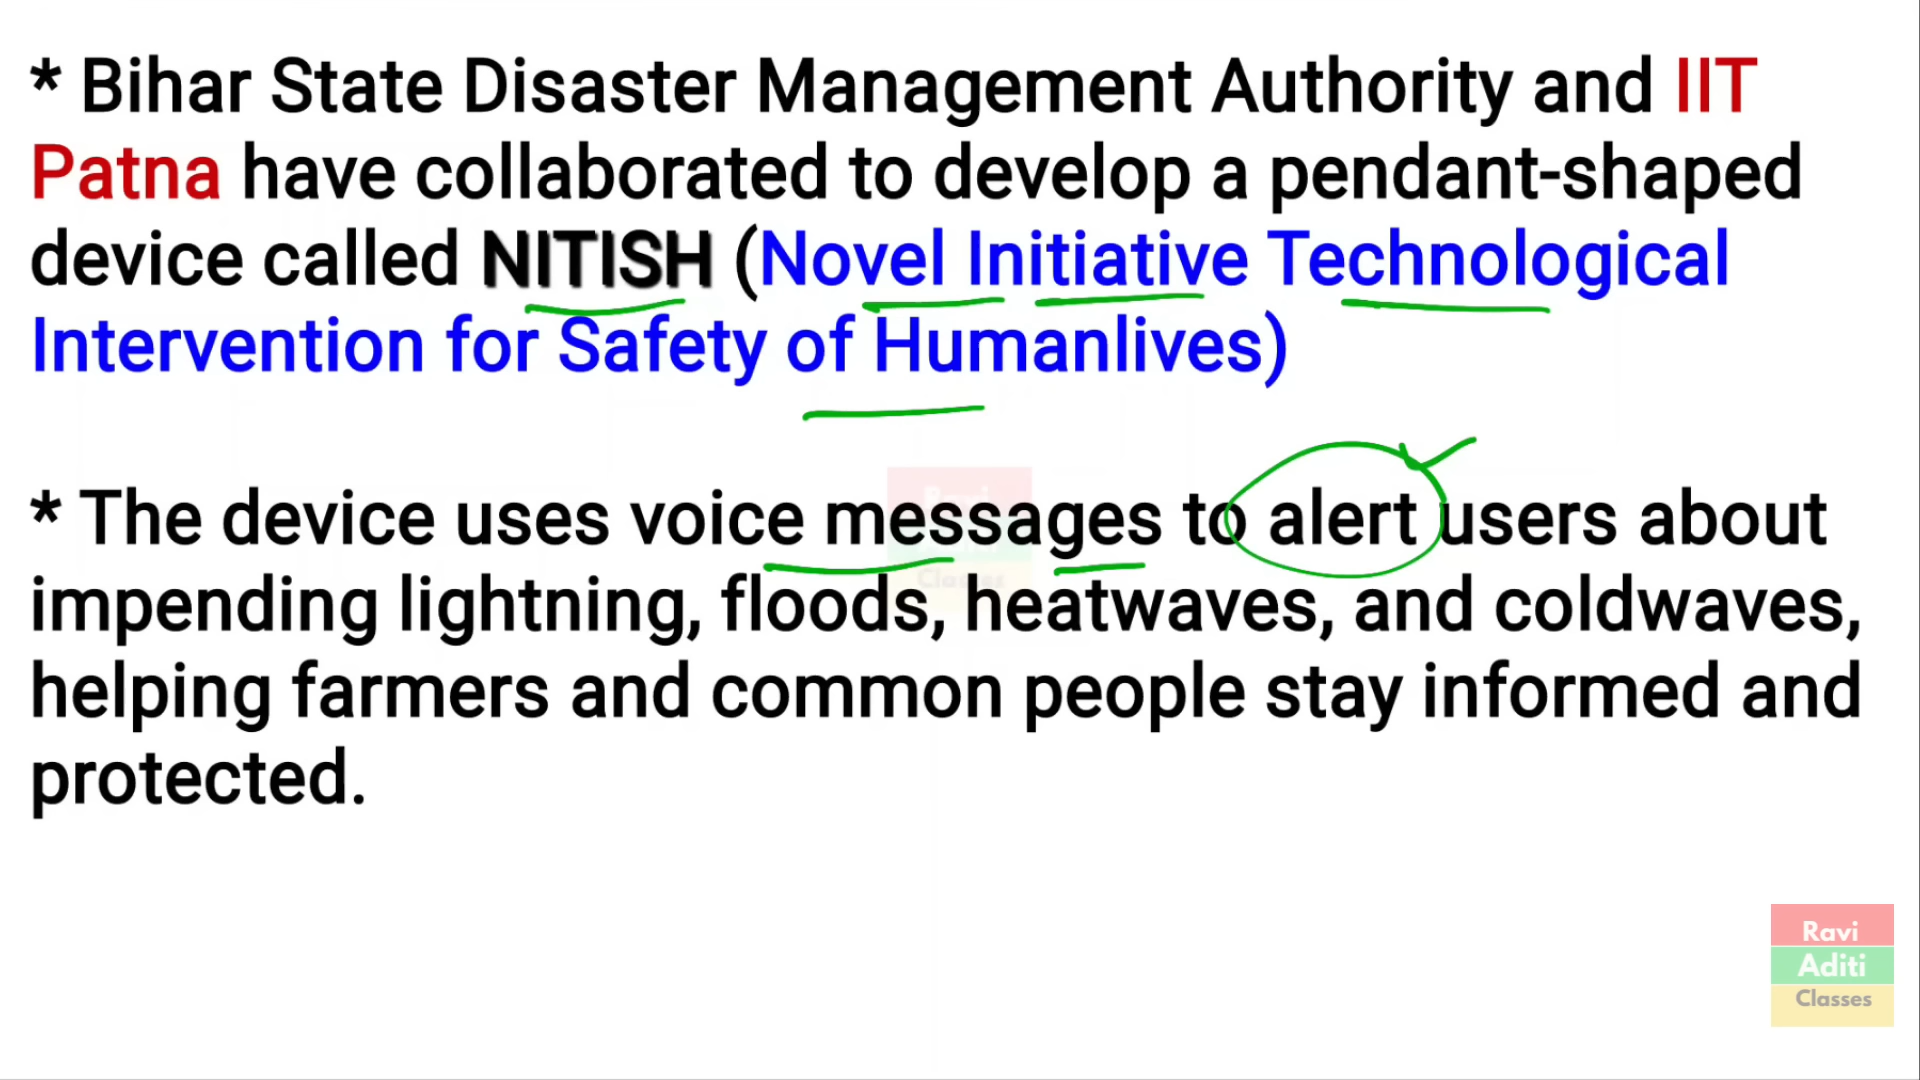 * Bihar State Disaster Management Authority and IIT
Patna have collaborated to develop a pendant-shaped
device called NITISH (Novel Initiative Technological
Intervention for Safety of Humanlives)
* The device uses voice messages to alert users about
impending lightning, floods, heatwaves, and coldwaves,
helping farmers and common people stay informed and
protected.
Ravi
Aditi
Classes